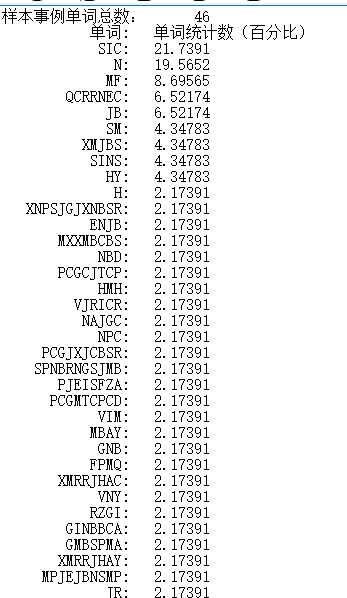 样本事例单词总数： 46
单词： 单词统计数（百分比）
SIC: 21.7391
N: 19.5652
MF: 8.69565
QCRRNEC: 6.52174
JB: 6.52174
SM: 4.34783
XMJBS: 4.34783
SINS: 4.34783
HY: 4.34783
H: 2.17391
XNPSJGJXNBSR: 2.17391
ENJB: 2.17391
MXXMBCBS: 2.17391
NBD: 2.17391
PCGCJTCP: 2.17391
HMH: 2.17391
VJRICR: 2.17391
NAJGC: 2.17391
NPC: 2.17391
PCGJXJCBSR: 2.17391
SPNBRNGSJMB: 2.17391
PJEISFZA: 2.17391
PCGMTCPCD: 2.17391
VIM: 2.17391
MBAY: 2.17391
GNB: 2.17391
FPMQ: 2.17391
XMRRJHAC: 2.17391
VNY: 2.17391
RZGI: 2.17391
GINBBCA: 2.17391
GMBSPMA: 2.17391
XMRRJHAY: 2.17391
MPJEJBNSMP: 2.17391
IR: 2.17391